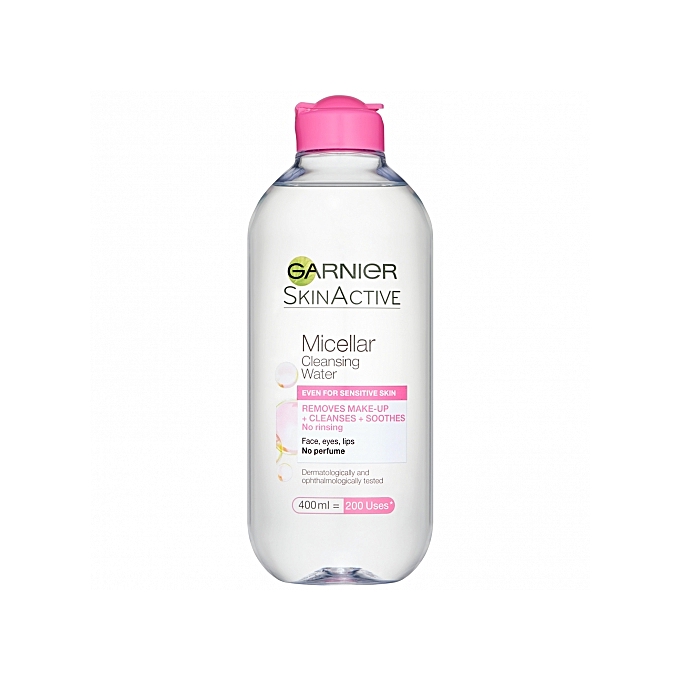 GARNIER
SKINACTIVE
Micellar
Cleansing
Water
EVEN FOR SENSITIVE SKIN
REMOVES MAKE-UP
+ CLEANSES + SOOTHES
No rinsing
Face, eyes, lips
No perfume
Dermatologically and
ophthalmologically tested
400ml = 200 Uses*